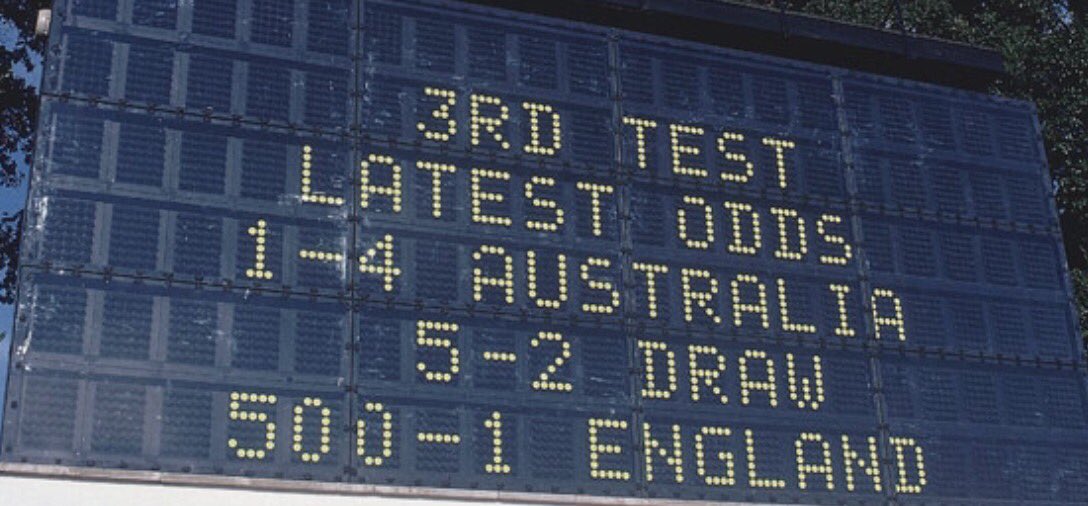 3RD TEST
LATEST ODDS
1-4 AUSTRALIA
5-2 DRAW
500-1 ENGLAND